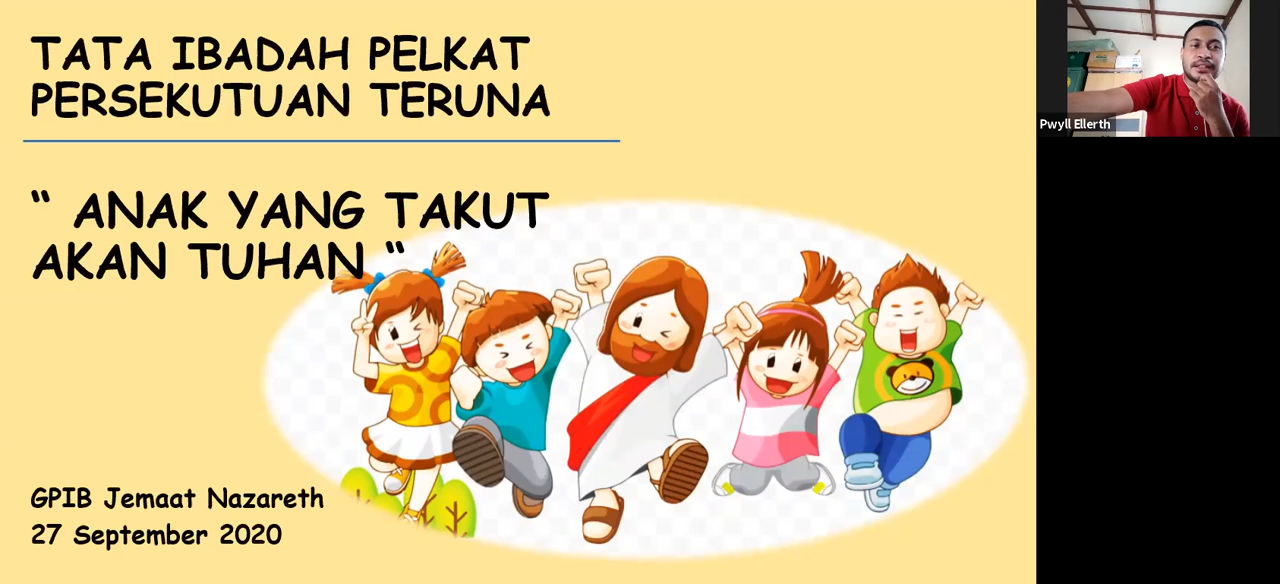 TATA IBADAH PELKAT
PERSEKUTUAN TERUNA
“ ANAK YANG TAKUT
AKAN TUHAN “
GPIB Jemaat Nazareth
27 September 2020
Pwyll Ellerth